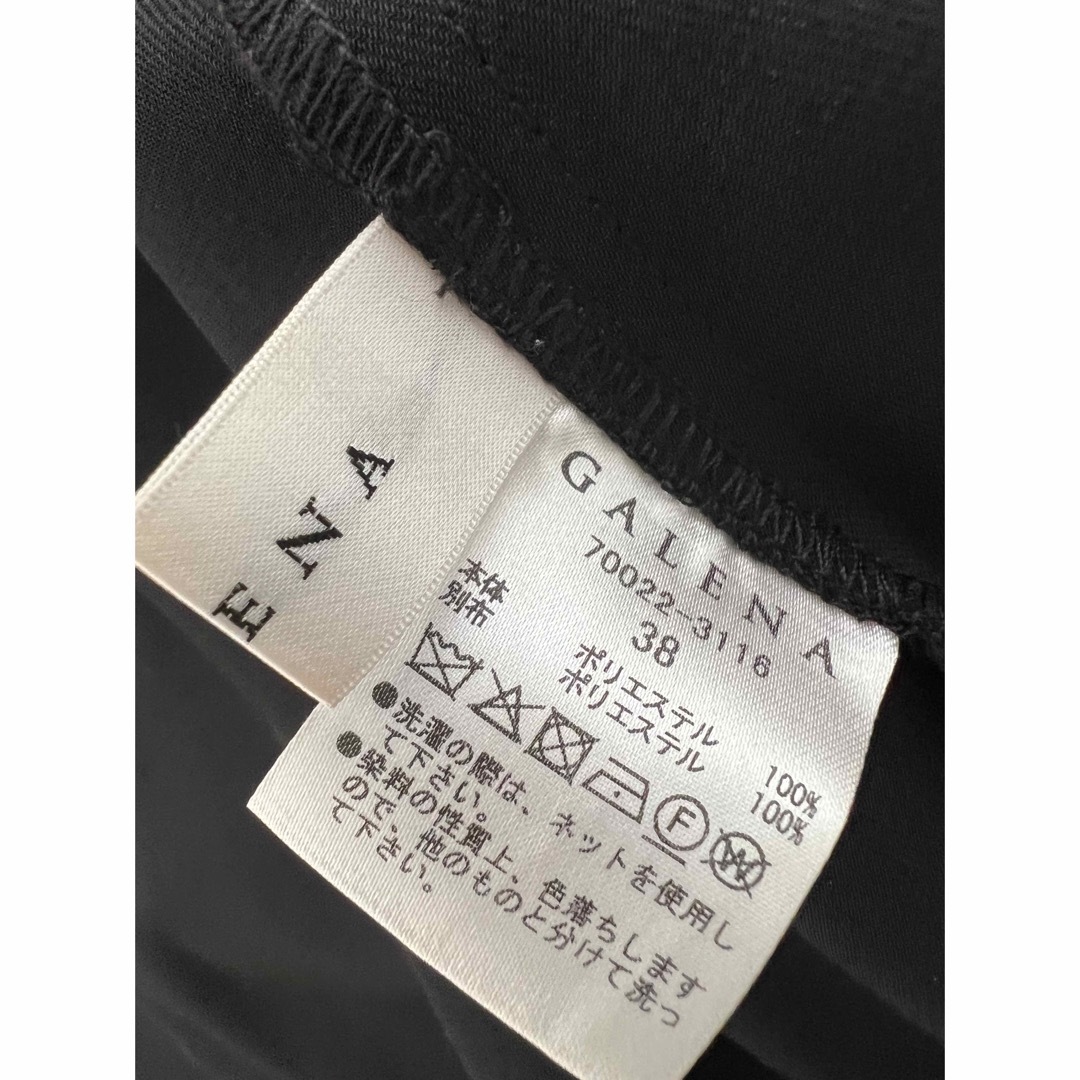 ENA
GALENA
70022-3116
38
本体 ポリエステル 100%
別布 ポリエステル 100%
F W
●洗濯の際は、ネットを使用し
て下さい。
●染料の性質上、色落ちします
ので、他のものと分けて洗っ
て下さい。